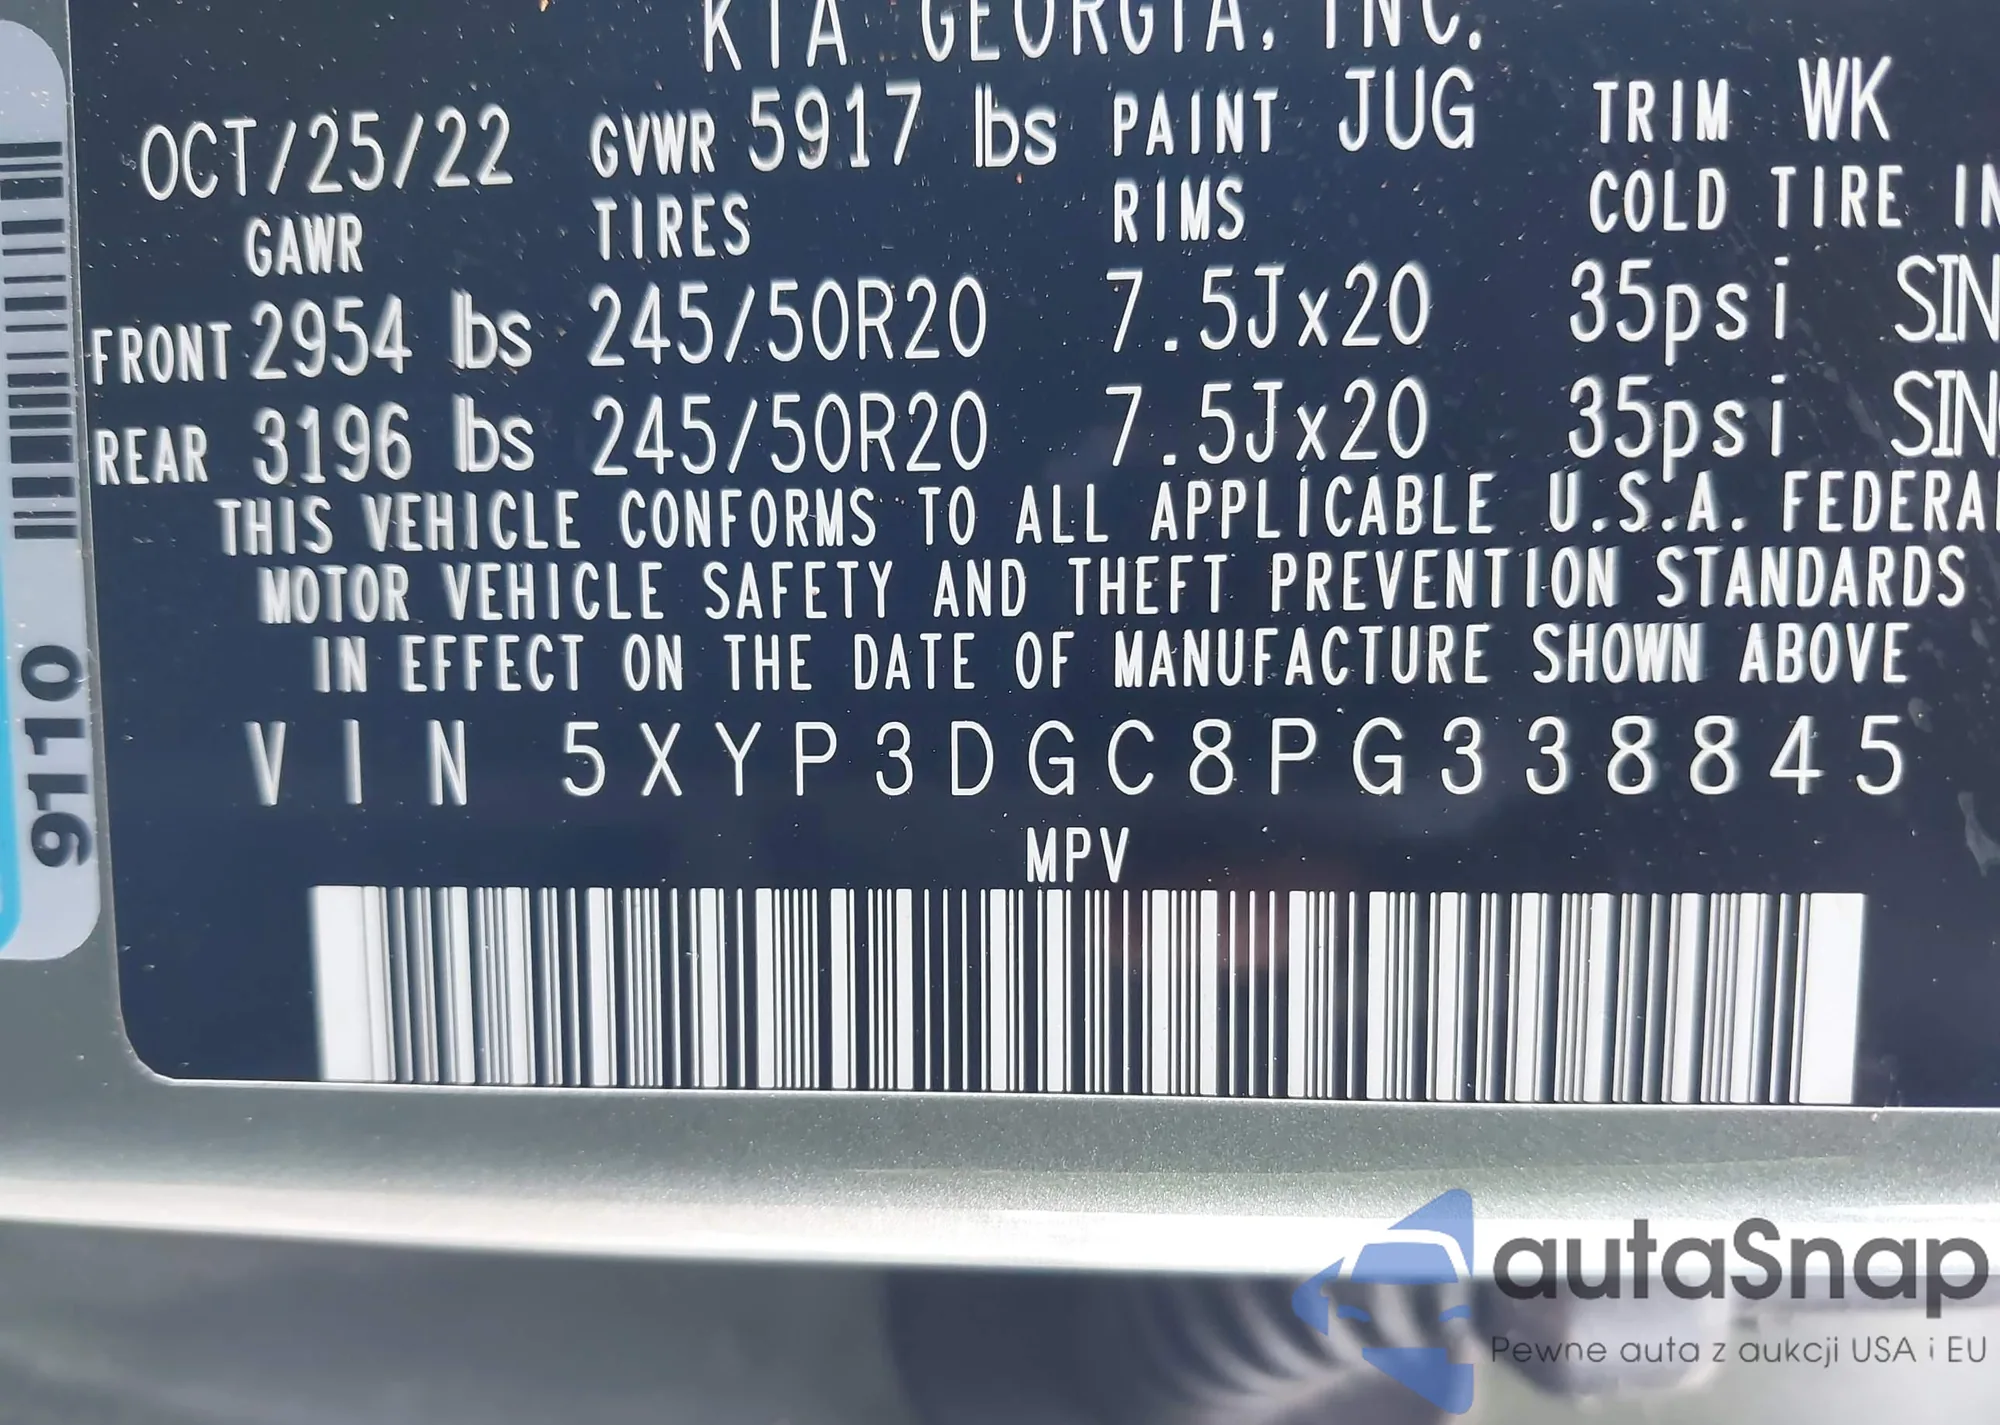 KIA GEORGIA, INC.
OCT/25/22 GVWR 5917 lbs PAINT JUG TRIM WK
GAWR TIRES RIMS COLD TIRE
FRONT 2954 lbs 245/50R20 7.5Jx20 35psi
REAR 3196 lbs 245/50R20 7.5Jx20 35psi
THIS VEHICLE CONFORMS TO ALL APPLICABLE U.S.A. FEDERAL
MOTOR VEHICLE SAFETY AND THEFT PREVENTION STANDARDS
IN EFFECT ON THE DATE OF MANUFACTURE SHOWN ABOVE
VIN 5XYP3DGC8PG338845
MPV
9110
autaSnap
Pewne auta z aukcji USA i EU